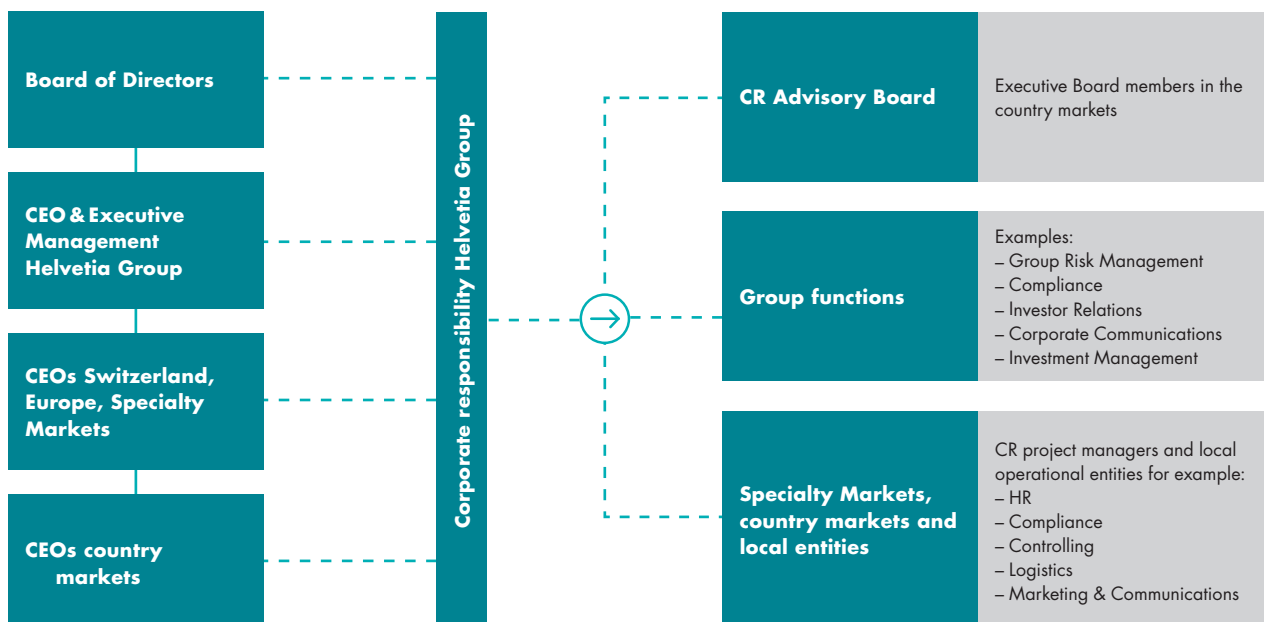 Board of Directors
CEO & Executive
Management
Helvetia Group
CEOs Switzerland,
Europe, Specialty
Markets
CEOs country
markets
Corporate responsibility Helvetia Group
CR Advisory Board
Executive Board members in the
country markets
Group functions
Examples:
– Group Risk Management
– Compliance
– Investor Relations
– Corporate Communications
– Investment Management
Specialty Markets,
country markets and
local entities
CR project managers and local
operational entities for example:
– HR
– Compliance
– Controlling
– Logistics
– Marketing & Communications